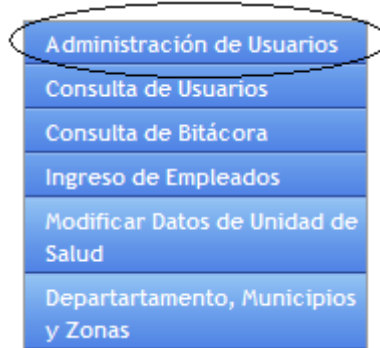 Administración de Usuarios
Consulta de Usuarios
Consulta de Bitácora
Ingreso de Empleados
Modificar Datos de Unidad de
Salud
Departartamento, Municipios
y Zonas